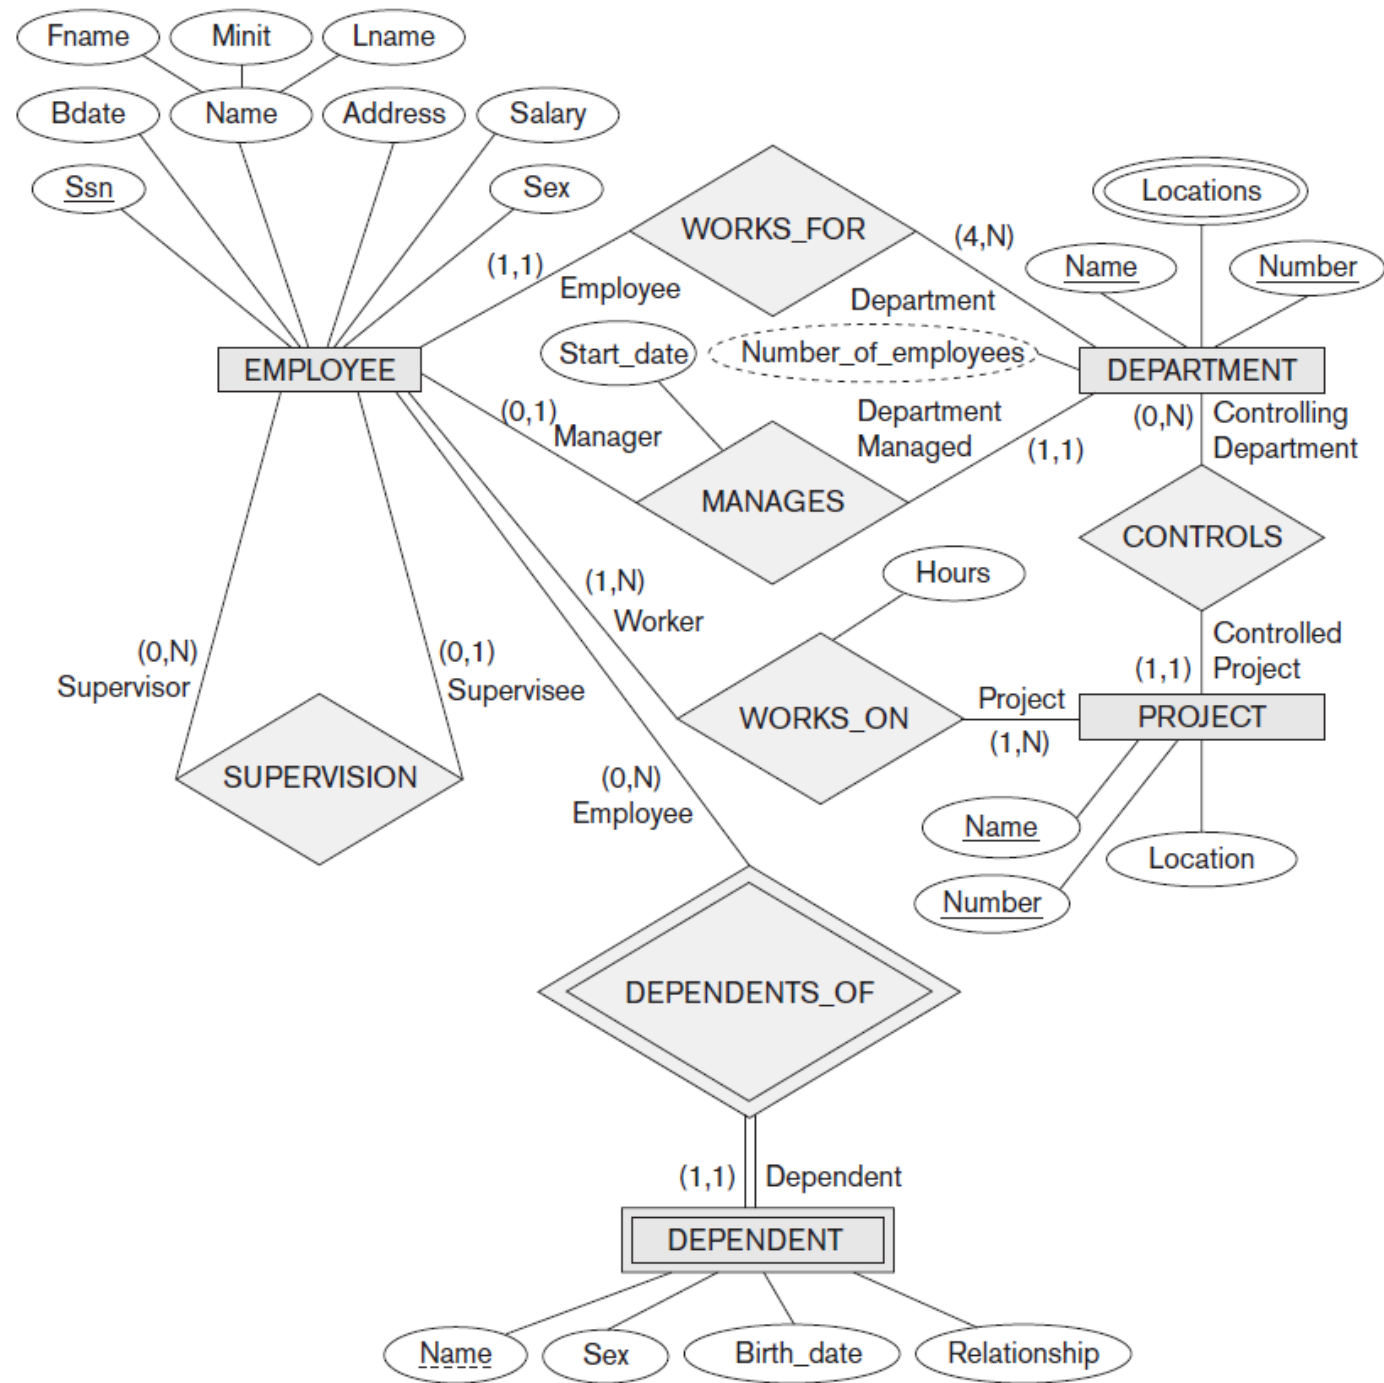 Fname
Minit
Lname
Bdate
Name
Address
Salary
Ssn
Sex
WORKS_FOR
Locations
(4,N)
(1,1)
Employee
Name
Number
Department
Start_date
Number_of_employees
EMPLOYEE
DEPARTMENT
(0,1)
Manager
Department
Managed
(1,1)
(0,N)
Controlling
Department
MANAGES
CONTROLS
Hours
(1,N)
Worker
(0,N)
Supervisor
(0,1)
Supervisee
Controlled
Project
(1,1)
Project
(1,N)
WORKS_ON
PROJECT
SUPERVISION
(0,N)
Employee
Name
Location
Number
DEPENDENTS_OF
(1,1)
Dependent
DEPENDENT
Name
Sex
Birth_date
Relationship